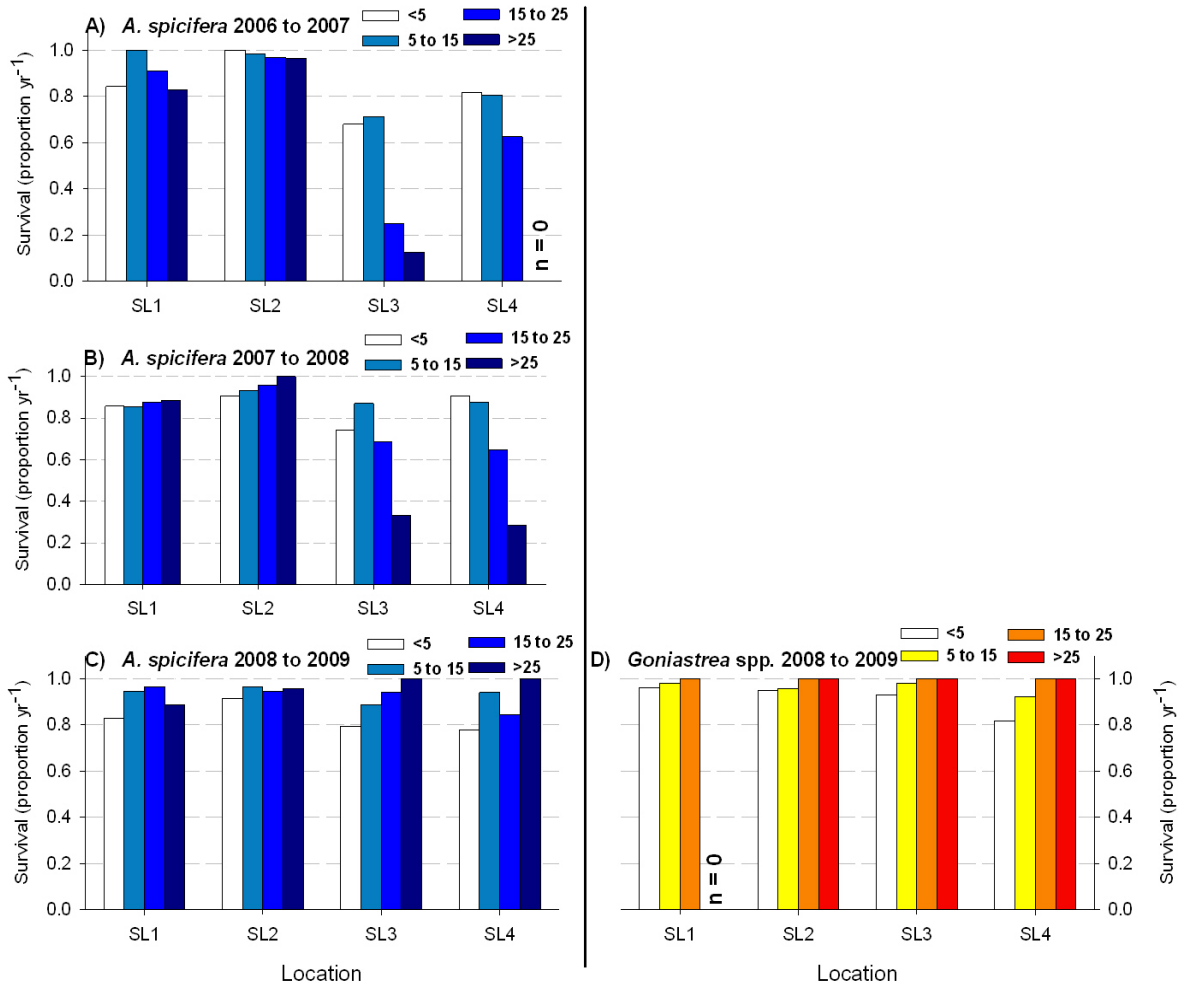 A) A. spicifera 2006 to 2007
<5
15 to 25
5 to 15
>25
Survival (proportion yr-1)
1.0
0.8
0.6
0.4
0.2
0.0
n = 0
SL1 SL2 SL3 SL4
B) A. spicifera 2007 to 2008
<5
15 to 25
5 to 15
>25
Survival (proportion yr-1)
1.0
0.8
0.6
0.4
0.2
0.0
SL1 SL2 SL3 SL4
C) A. spicifera 2008 to 2009
<5
15 to 25
5 to 15
>25
Survival (proportion yr-1)
1.0
0.8
0.6
0.4
0.2
0.0
SL1 SL2 SL3 SL4
Location
D) Goniastrea spp. 2008 to 2009
<5
15 to 25
5 to 15
>25
1.0
0.8
0.6
0.4
0.2
0.0
Survival (proportion yr-1)
n = 0
SL1 SL2 SL3 SL4
Location